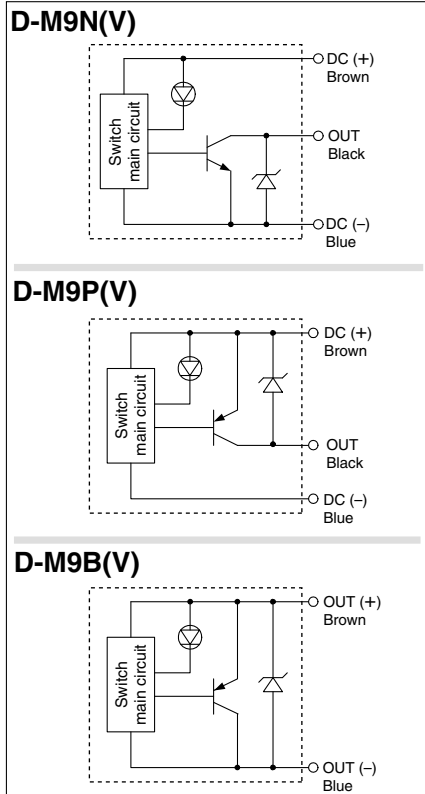 D-M9N(V)
DC (+)
Brown
Switch
main circuit
OUT
Black
DC (–)
Blue
D-M9P(V)
DC (+)
Brown
Switch
main circuit
OUT
Black
DC (–)
Blue
D-M9B(V)
OUT (+)
Brown
Switch
main circuit
OUT (–)
Blue